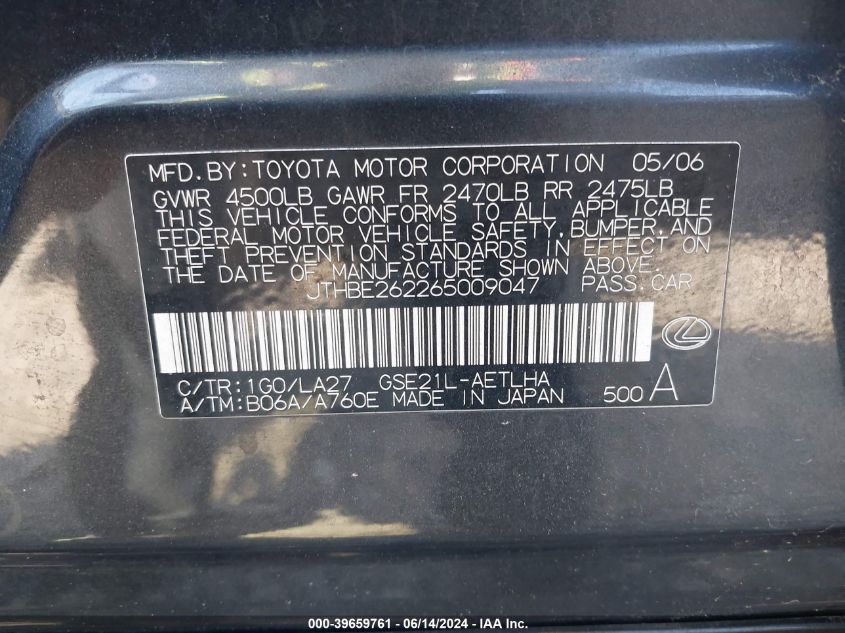 MFD.BY:TOYOTA MOTOR CORPORATION 05/06
GVWR 4500LB GAWR FR 2470LB RR 2475LB
THIS VEHICLE CONFORMS TO ALL APPLICABLE
FEDERAL MOTOR VEHICLE SAFETY, BUMPER, AND
THEFT PREVENTION STANDARDS IN EFFECT ON
THE DATE OF MANUFACTURE SHOWN ABOVE.
JTHBE262265009047 PASS.CAR
C/TR:1G0/LA27 GSE21L-AETLHA
A/TM:B06A/A760E MADE IN JAPAN 500 A
000-39659761 - 06/14/2024 - IAA Inc.